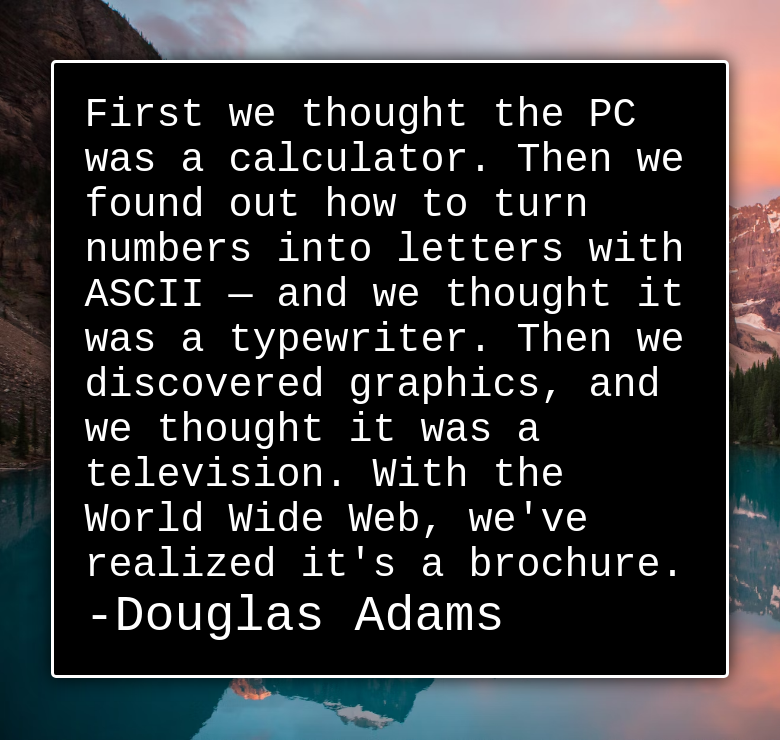 First we thought the PC
was a calculator. Then we
found out how to turn
numbers into letters with
ASCII — and we thought it
was a typewriter. Then we
discovered graphics, and
we thought it was a
television. With the
World Wide Web, we've
realized it's a brochure.
-Douglas Adams